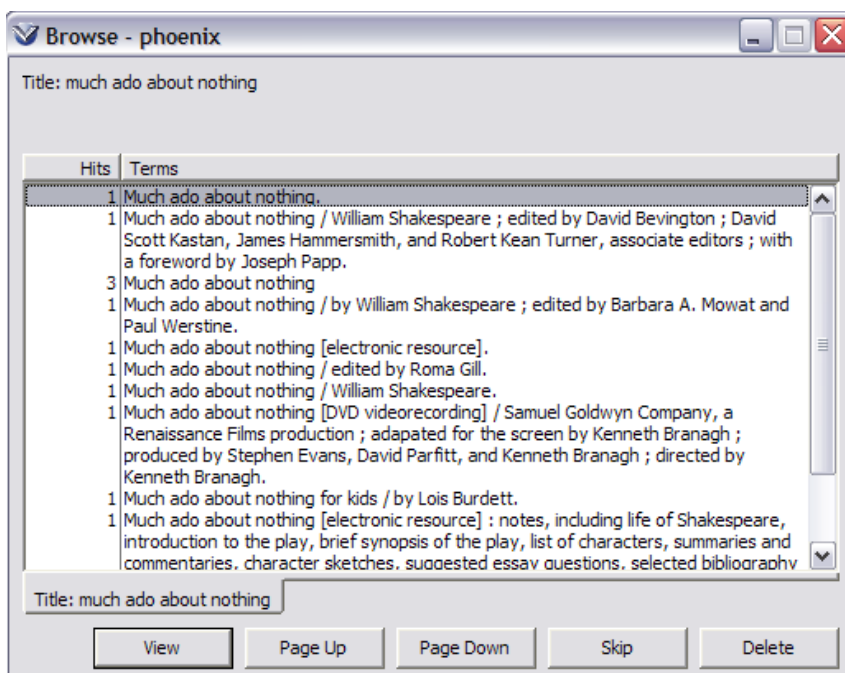 Browse - phoenix
Title: much ado about nothing
Hits Terms
1 Much ado about nothing.
1 Much ado about nothing / William Shakespeare ; edited by David Bevington ; David
Scott Kastan, James Hammersmith, and Robert Kean Turner, associate editors ; with
a foreword by Joseph Papp.
3 Much ado about nothing
1 Much ado about nothing / by William Shakespeare ; edited by Barbara A. Mowat and
Paul Werstine.
1 Much ado about nothing [electronic resource].
1 Much ado about nothing / edited by Roma Gill.
1 Much ado about nothing / William Shakespeare.
1 Much ado about nothing [DVD videorecording] / Samuel Goldwyn Company, a
Renaissance Films production ; adapated for the screen by Kenneth Branagh ;
produced by Stephen Evans, David Parfitt, and Kenneth Branagh ; directed by
Kenneth Branagh.
1 Much ado about nothing for kids / by Lois Burdett.
1 Much ado about nothing [electronic resource] : notes, including life of Shakespeare,
introduction to the play, brief synopsis of the play, list of characters, summaries and
commentaries, character sketches, suggested essay questions, selected bibliography
Title: much ado about nothing
View Page Up Page Down Skip Delete